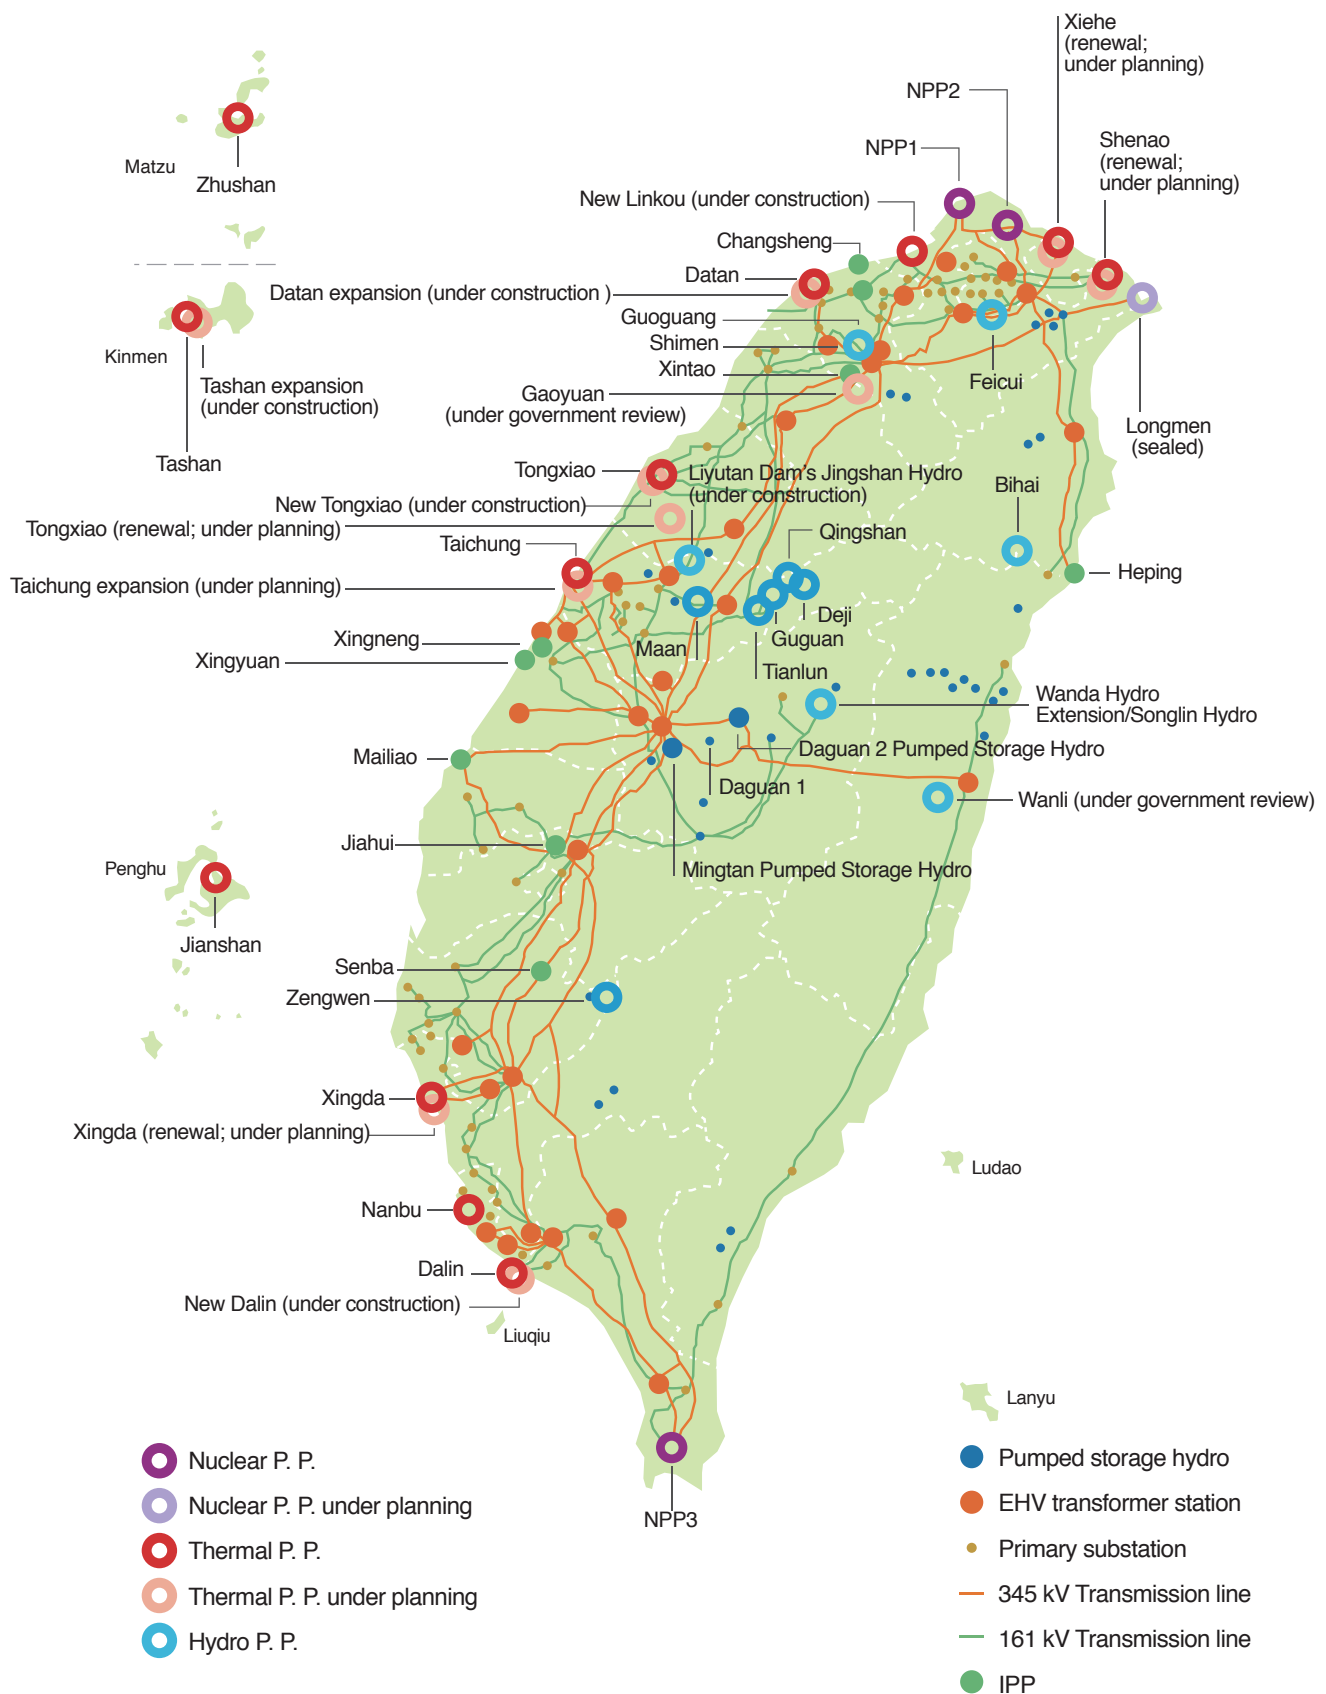 Xiehe
(renewal;
under planning)
NPP2
Shenao
(renewal;
under planning)
NPP1
Matzu
Zhushan
New Linkou (under construction)
Changsheng
Datan
Datan expansion (under construction )
Guoguang
Shimen
Kinmen
Xintao
Tashan expansion
(under construction)
Gaoyuan
(under government review)
Feicui
Longmen
(sealed)
Tashan
Tongxiao
Liyutan Dam's Jingshan Hydro
(under construction)
Bihai
New Tongxiao (under construction)
Tongxiao (renewal; under planning)
Qingshan
Taichung
Heping
Taichung expansion (under planning)
Deji
Xingneng
Guguan
Maan
Xingyuan
Tianlun
Wanda Hydro
Extension/Songlin Hydro
Mailiao
Daguan 2 Pumped Storage Hydro
Daguan 1
Wanli (under government review)
Jiahui
Penghu
Mingtan Pumped Storage Hydro
Jianshan
Senba
Zengwen
Xingda
Xingda (renewal; under planning)
Ludao
Nanbu
Dalin
New Dalin (under construction)
Liuqiu
Lanyu
NPP3
Nuclear P. P.
Nuclear P. P. under planning
Thermal P. P.
Thermal P. P. under planning
Hydro P. P.
Pumped storage hydro
EHV transformer station
Primary substation
345 kV Transmission line
161 kV Transmission line
IPP